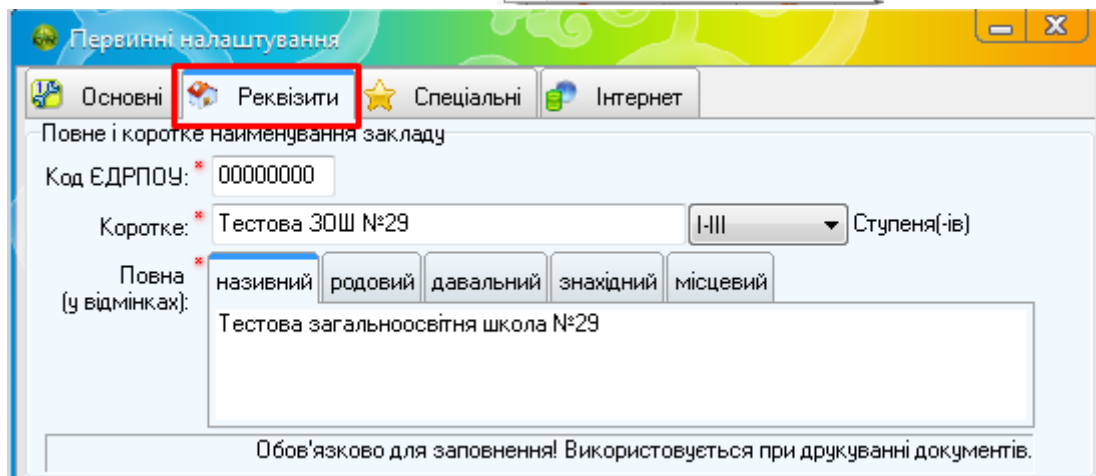 Первинні налаштування
Основні Реквізити Спеціальні Інтернет
Повне і коротке найменування закладу
Код ЄДРПОУ: * 00000000
Коротке: * Тестова ЗОШ №29 I-III Ступеня(-ів)
Повна * називний родовий давальний знахідний місцевий
(у відмінках):
Тестова загальноосвітня школа №29
Обов'язково для заповнення! Використовується при друкуванні документів.